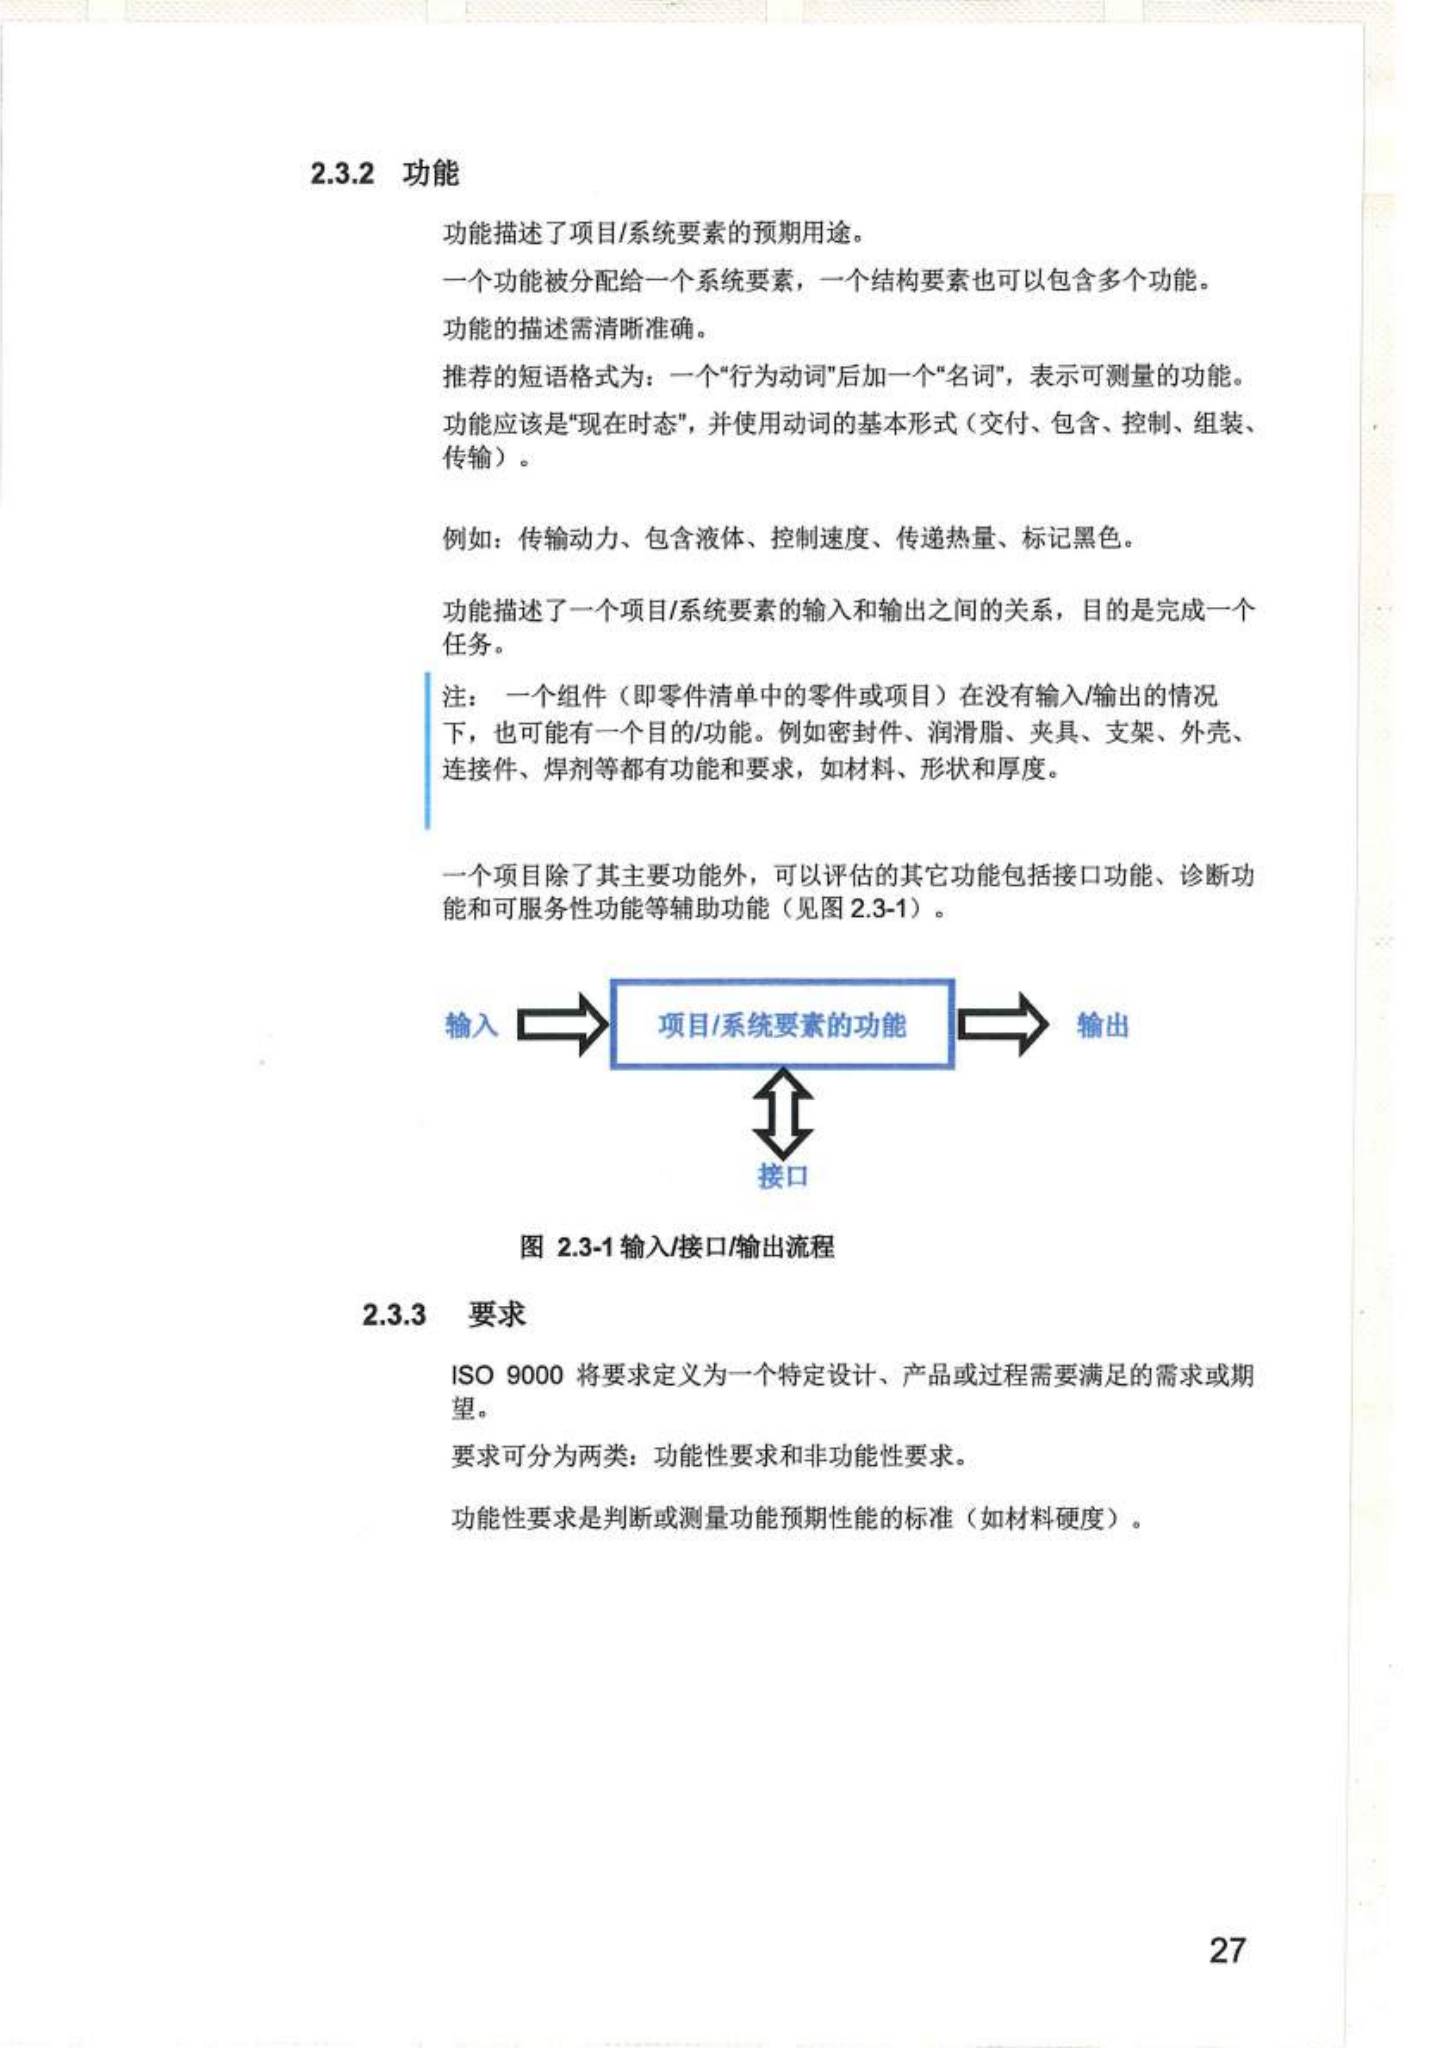 2.3.2 功能
功能描述了项目/系统要素的预期用途。
一个功能被分配给一个系统要素，一个结构要素也可以包含多个功能。
功能的描述需清晰准确。
推荐的短语格式为：一个“行为动词”后加一个“名词”，表示可测量的功能。
功能应该是“现在时态”，并使用动词的基本形式（交付、包含、控制、组装、
传输）。
例如：传输动力、包含液体、控制速度、传递热量、标记黑色。
功能描述了一个项目/系统要素的输入和输出之间的关系，目的是完成一个
任务。
注： 一个组件（即零件清单中的零件或项目）在没有输入/输出的情况
下，也可能有一个目的/功能。例如密封件、润滑脂、夹具、支架、外壳、
连接件、焊剂等都有功能和要求，如材料、形状和厚度。
一个项目除了其主要功能外，可以评估的其它功能包括接口功能、诊断功
能和可服务性功能等辅助功能（见图 2.3-1）。
输入 项目/系统要素的功能 输出
接口
图 2.3-1 输入/接口/输出流程
2.3.3 要求
ISO 9000 将要求定义为一个特定设计、产品或过程需要满足的需求或期
望。
要求可分为两类：功能性要求和非功能性要求。
功能性要求是判断或测量功能预期性能的标准（如材料硬度）。
27